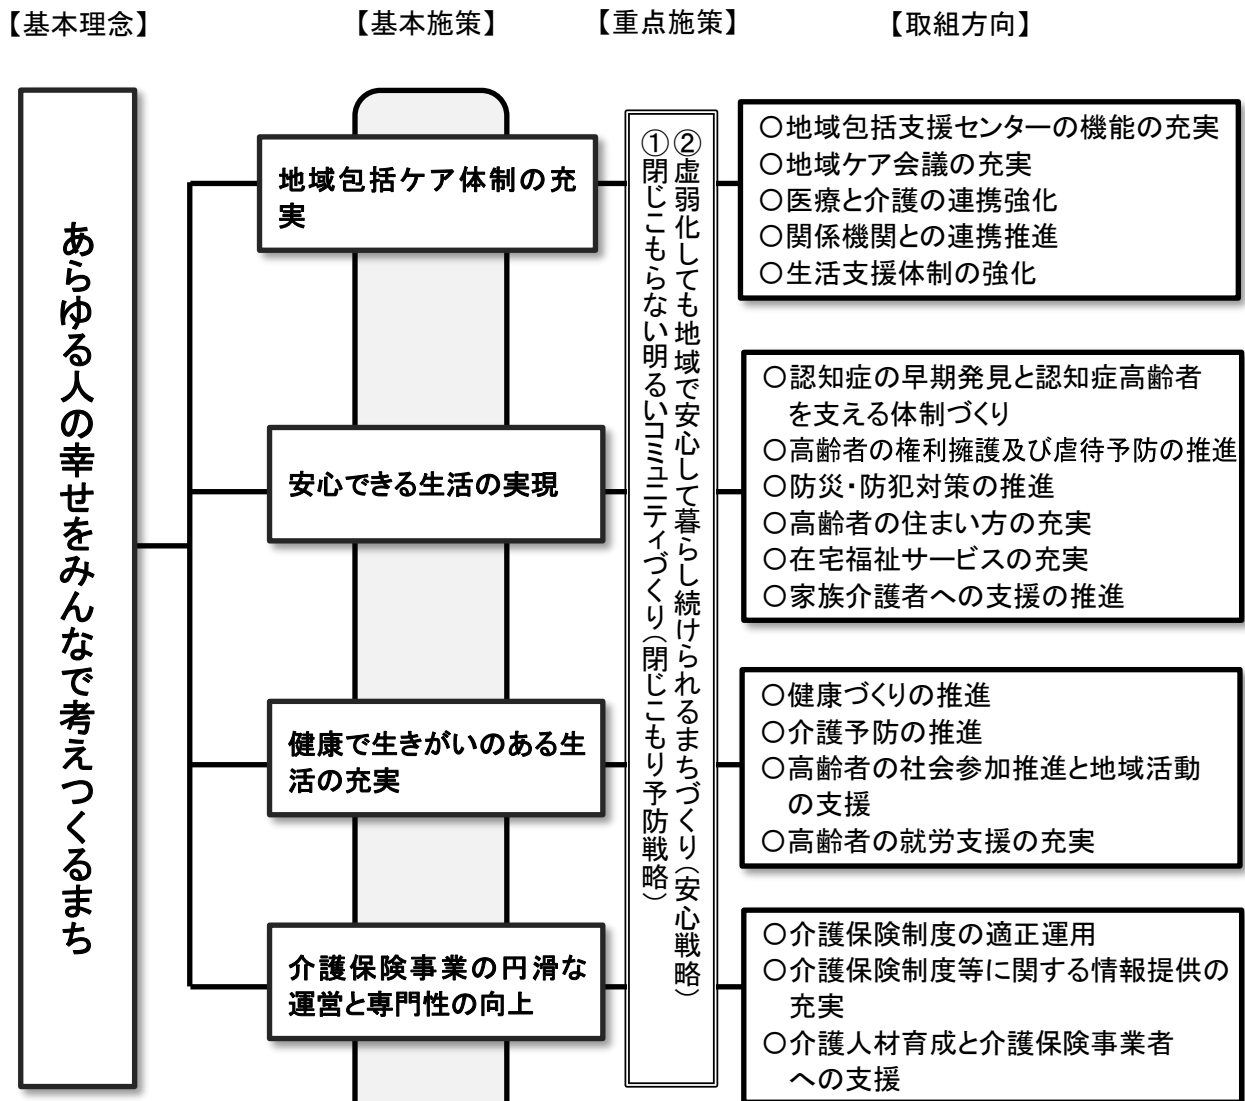 【基本理念】
【基本施策】
【重点施策】
【取組方向】
あらゆる人の幸せをみんなで考えつくるまち
地域包括ケア体制の充
実
安心できる生活の実現
健康で生きがいのある生
活の充実
介護保険事業の円滑な
運営と専門性の向上
①閉じこもらない明るいコミュニティづくり(閉じこもり予防戦略)
②虚弱化しても地域で安心して暮らし続けられるまちづくり(安心戦略)
○地域包括支援センターの機能の充実
○地域ケア会議の充実
○医療と介護の連携強化
○関係機関との連携推進
○生活支援体制の強化
○認知症の早期発見と認知症高齢者
を支える体制づくり
○高齢者の権利擁護及び虐待予防の推進
○防災・防犯対策の推進
○高齢者の住まい方の充実
○在宅福祉サービスの充実
○家族介護者への支援の推進
○健康づくりの推進
○介護予防の推進
○高齢者の社会参加推進と地域活動
の支援
○高齢者の就労支援の充実
○介護保険制度の適正運用
○介護保険制度等に関する情報提供の
充実
○介護人材育成と介護保険事業者
への支援